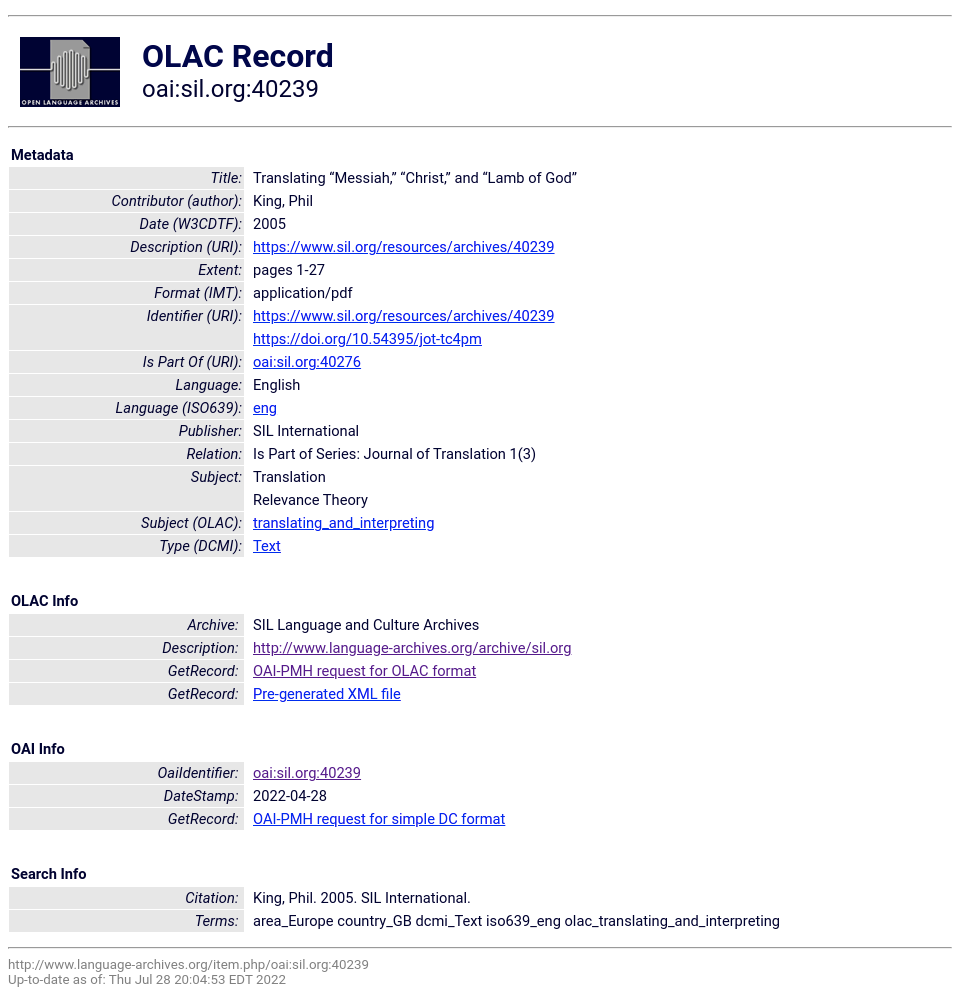 OPEN LANGUAGE ARCHIVES
OLAC Record
oai:sil.org:40239
Metadata
Title: Translating “Messiah,” “Christ,” and “Lamb of God”
Contributor (author): King, Phil
Date (W3CDTF): 2005
Description (URI): https://www.sil.org/resources/archives/40239
Extent: pages 1-27
Format (IMT): application/pdf
Identifier (URI): https://www.sil.org/resources/archives/40239
https://doi.org/10.54395/jot-tc4pm
Is Part Of (URI): oai:sil.org:40276
Language: English
Language (ISO639): eng
Publisher: SIL International
Relation: Is Part of Series: Journal of Translation 1(3)
Subject: Translation
Relevance Theory
Subject (OLAC): translating_and_interpreting
Type (DCMI): Text
OLAC Info
Archive: SIL Language and Culture Archives
Description: http://www.language-archives.org/archive/sil.org
GetRecord: OAI-PMH request for OLAC format
GetRecord: Pre-generated XML file
OAI Info
OaiIdentifier: oai:sil.org:40239
DateStamp: 2022-04-28
GetRecord: OAI-PMH request for simple DC format
Search Info
Citation: King, Phil. 2005. SIL International.
Terms: area_Europe country_GB dcmi_Text iso639_eng olac_translating_and_interpreting
http://www.language-archives.org/item.php/oai:sil.org:40239
Up-to-date as of: Thu Jul 28 20:04:53 EDT 2022